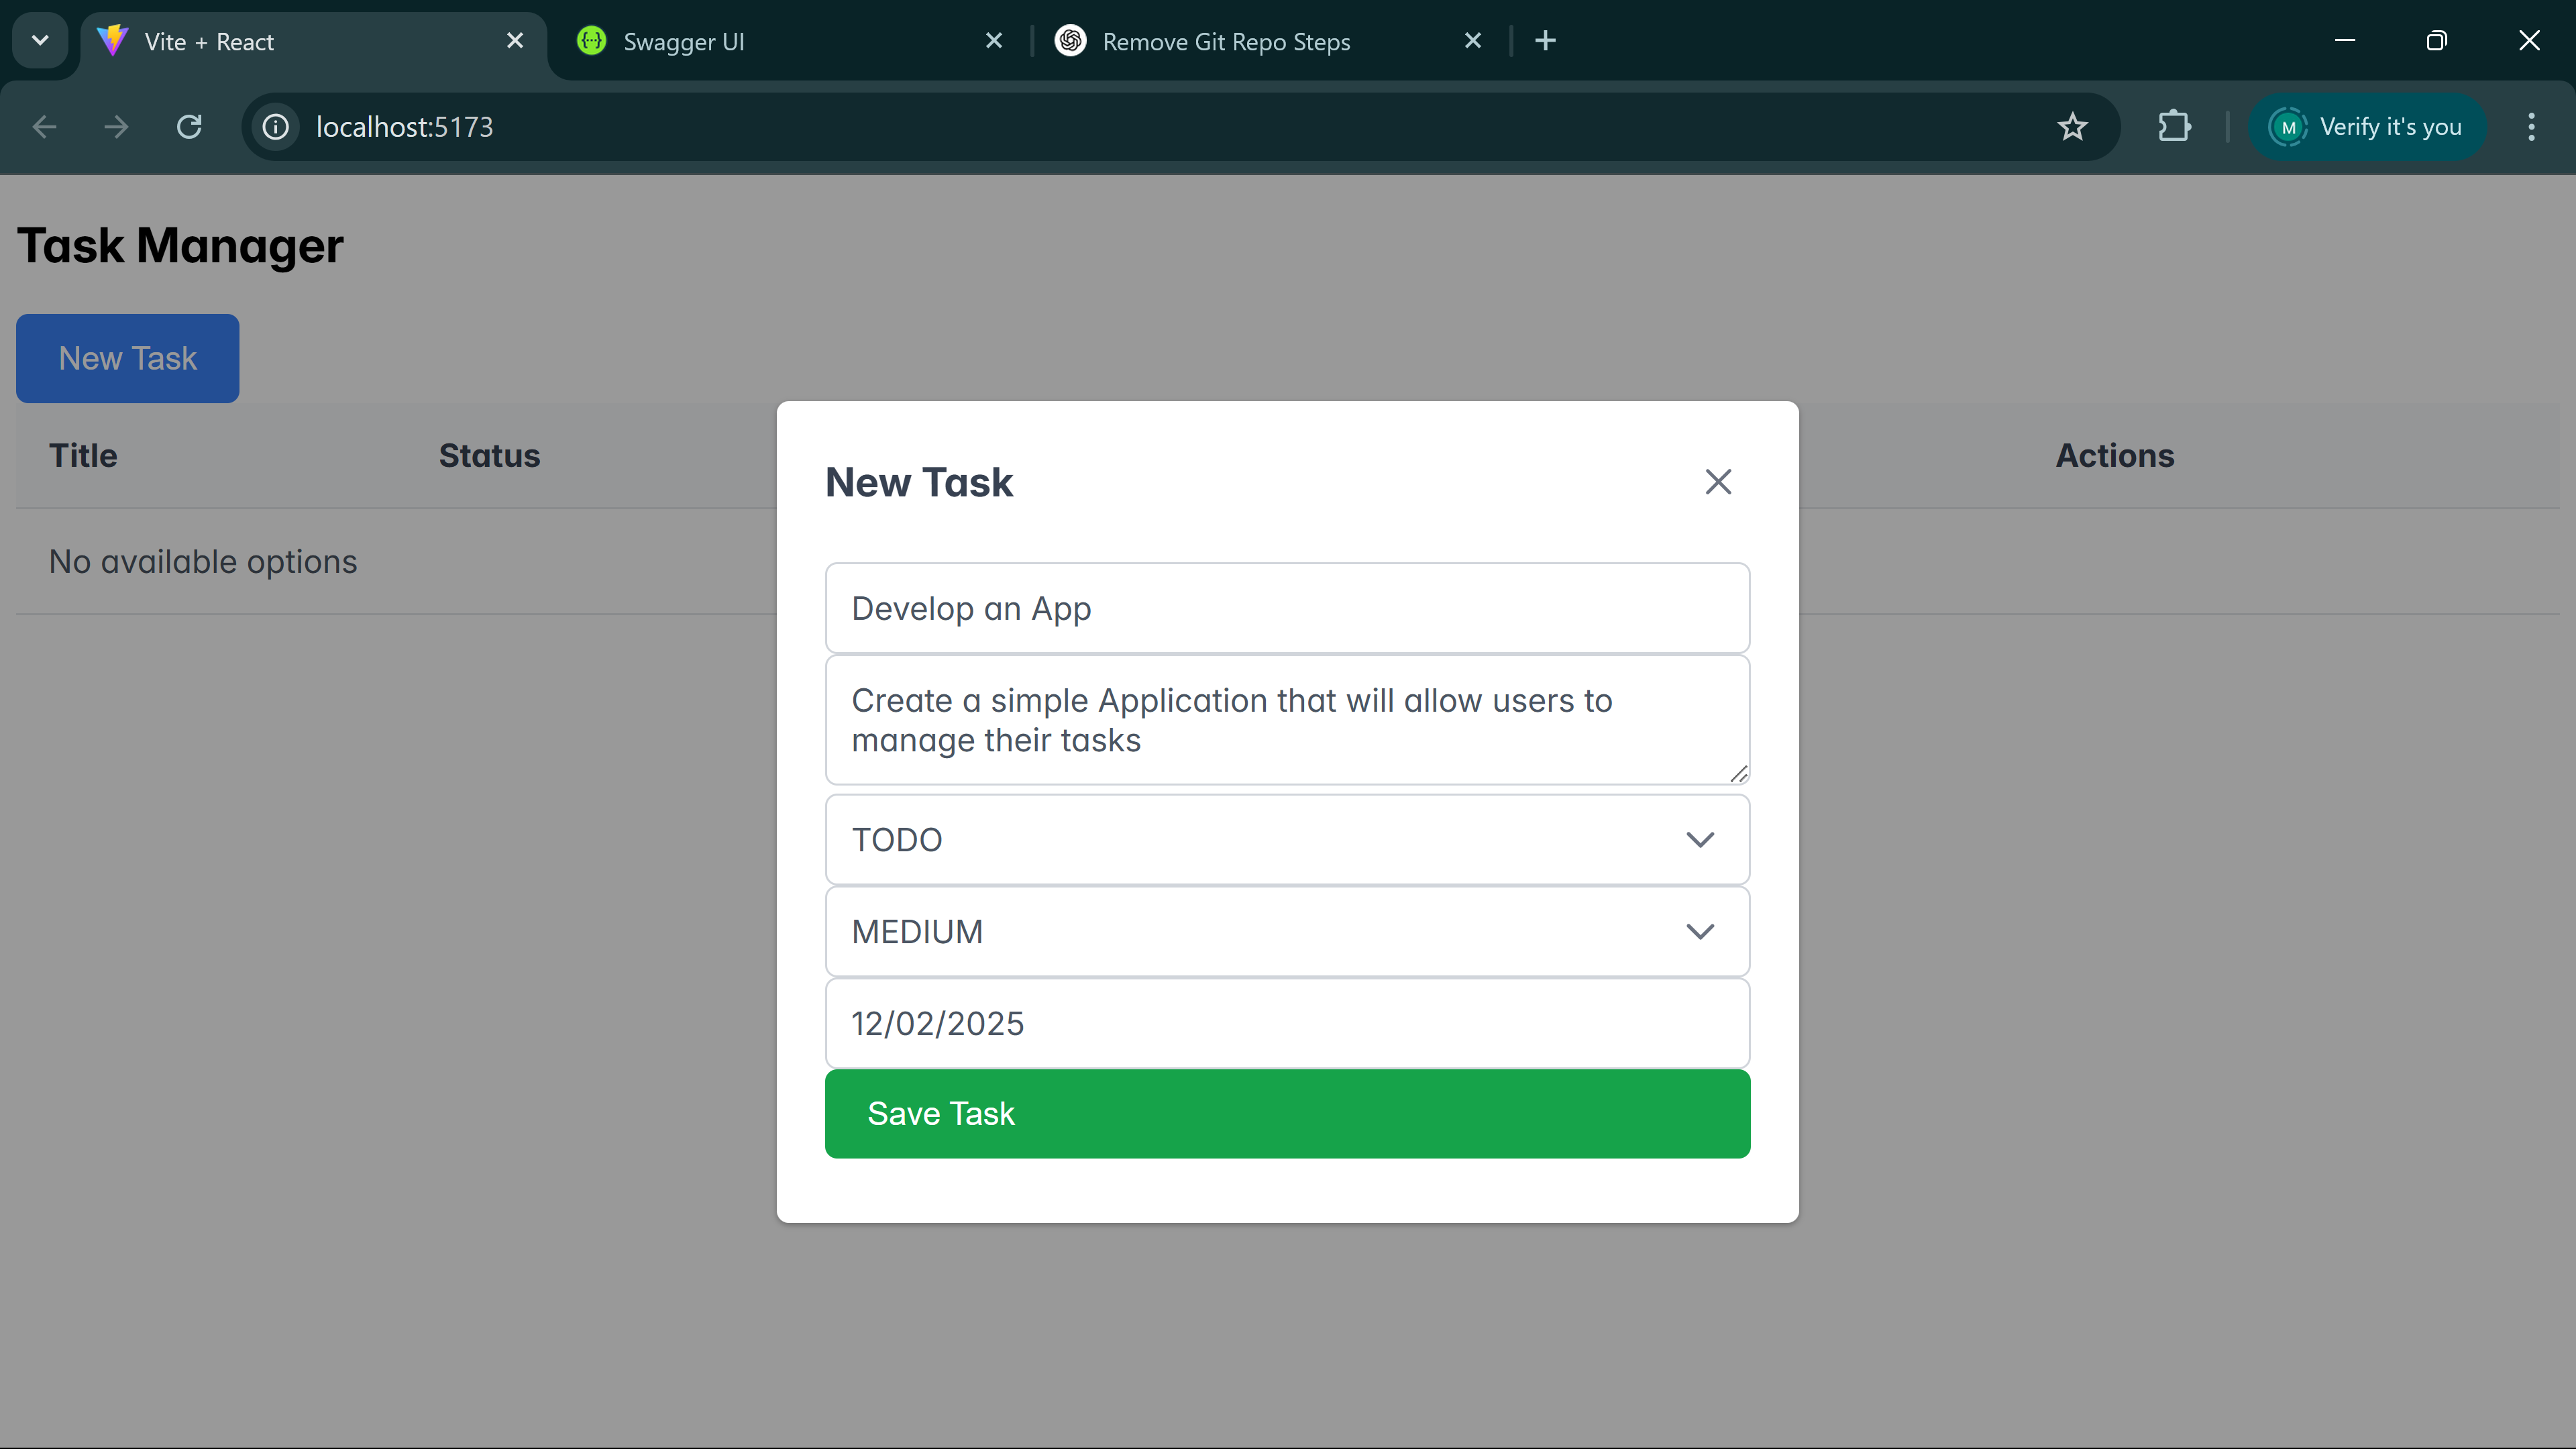 Vite + React
Swagger UI
Remove Git Repo Steps
localhost:5173
M
Verify it's you
Task Manager
New Task
Title
Status
Actions
No available options
New Task
Develop an App
Create a simple Application that will allow users to
manage their tasks
TODO
MEDIUM
12/02/2025
Save Task